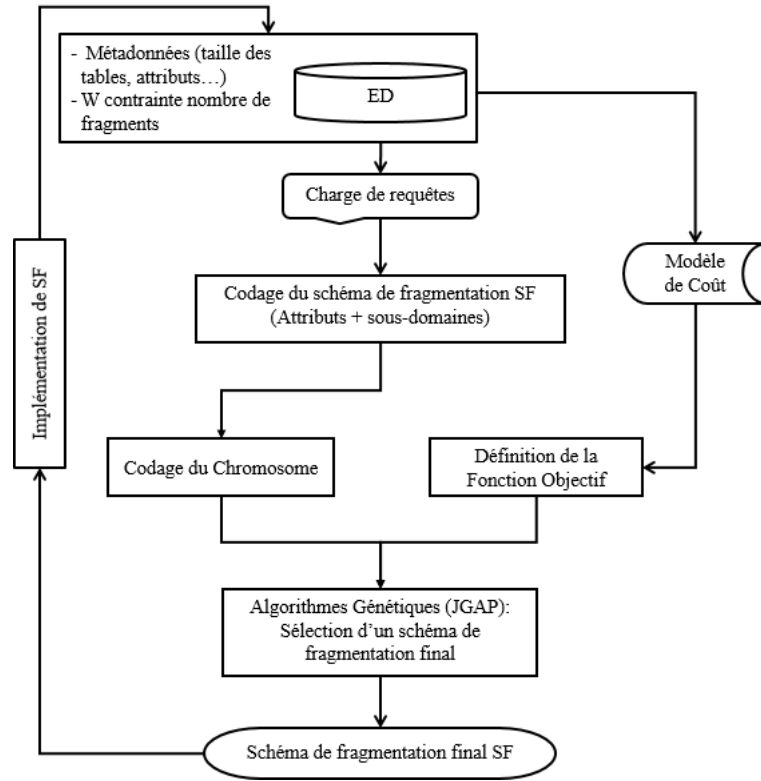 - Métadonnées (taille des
tables, attributs…)
- W contrainte nombre de
fragments
ED
Charge de requêtes
Codage du schéma de fragmentation SF
(Attributs + sous-domaines)
Modèle
de Coût
Implémentation de SF
Codage du Chromosome
Définition de la
Fonction Objectif
Algorithmes Génétiques (JGAP):
Sélection d’un schéma de
fragmentation final
Schéma de fragmentation final SF